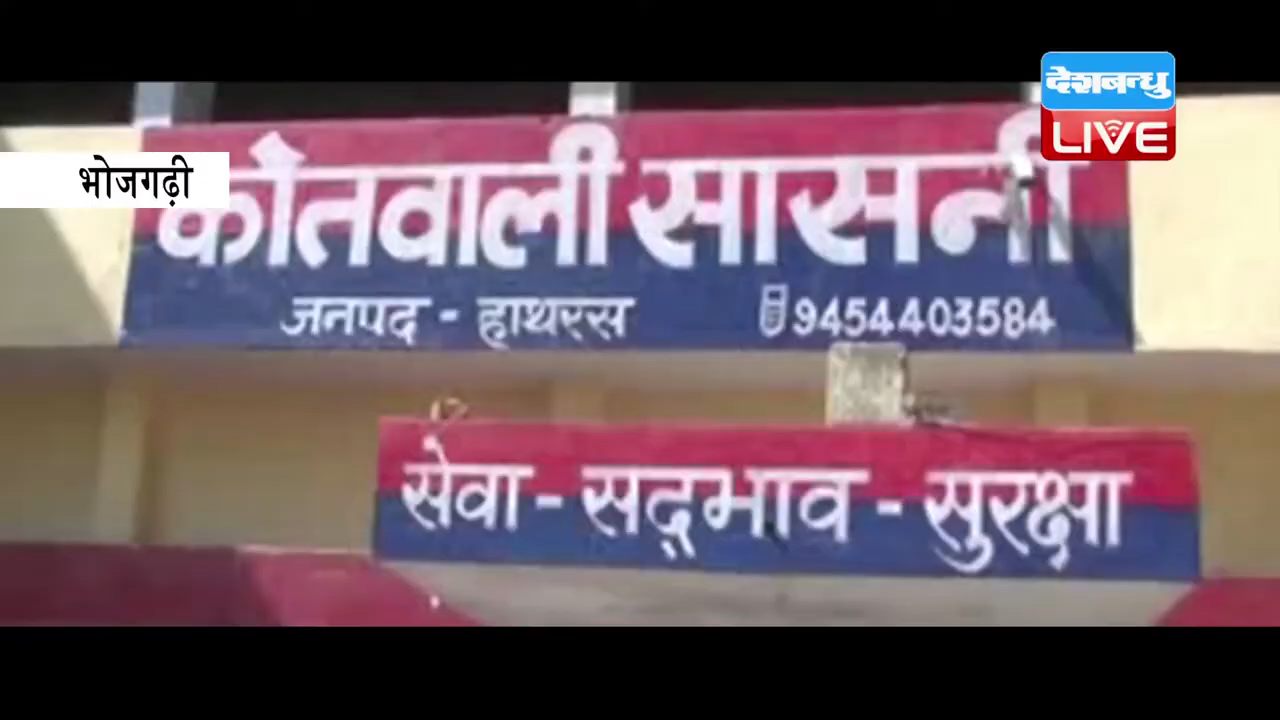 देशबन्धु
LIVE
भोजगढ़ी
कोतवाली सासनी
जनपद - हाथरस 9454403584
सेवा - सद्‌भाव - सुरक्षा